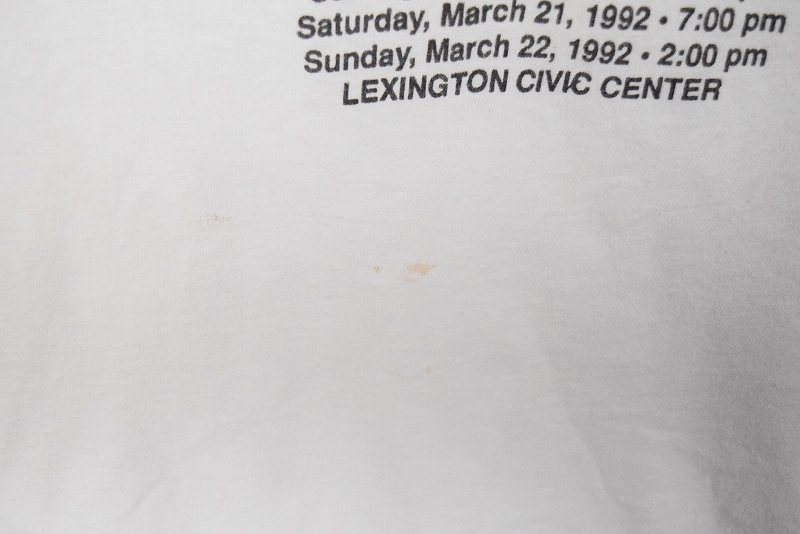 Saturday, March 21, 1992 • 7:00 pm
Sunday, March 22, 1992 • 2:00 pm
LEXINGTON CIVIC CENTER